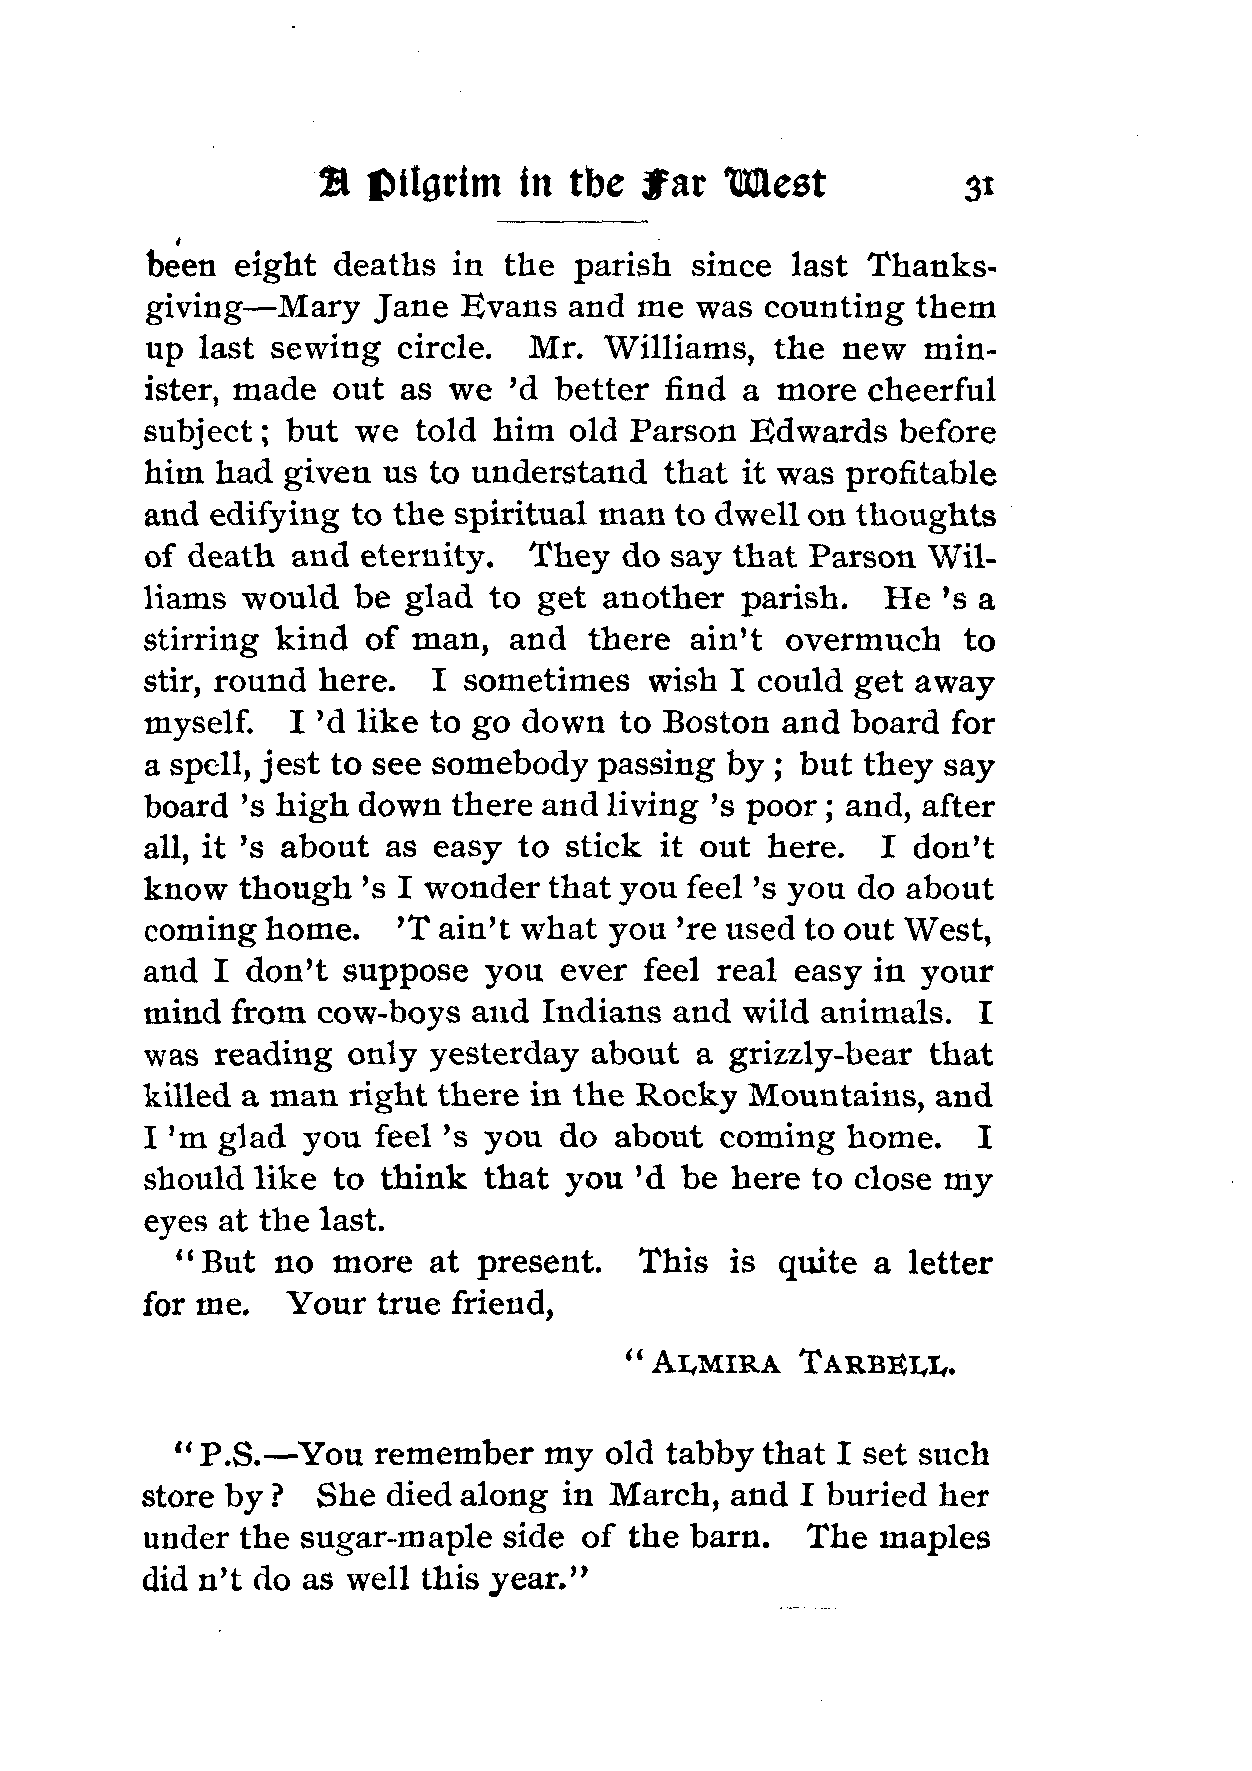 A Pilgrim in the Far West 31
been eight deaths in the parish since last Thanks-
giving—Mary Jane Evans and me was counting them
up last sewing circle. Mr. Williams, the new min-
ister, made out as we 'd better find a more cheerful
subject; but we told him old Parson Edwards before
him had given us to understand that it was profitable
and edifying to the spiritual man to dwell on thoughts
of death and eternity. They do say that Parson Wil-
liams would be glad to get another parish. He 's a
stirring kind of man, and there ain't overmuch to
stir, round here. I sometimes wish I could get away
myself. I 'd like to go down to Boston and board for
a spell, jest to see somebody passing by; but they say
board 's high down there and living 's poor; and, after
all, it 's about as easy to stick it out here. I don't
know though 's I wonder that you feel 's you do about
coming home. 'T ain't what you 're used to out West,
and I don't suppose you ever feel real easy in your
mind from cow-boys and Indians and wild animals. I
was reading only yesterday about a grizzly-bear that
killed a man right there in the Rocky Mountains, and
I 'm glad you feel 's you do about coming home. I
should like to think that you 'd be here to close my
eyes at the last.
"But no more at present. This is quite a letter
for me. Your true friend,
"ALMIRA TARBELL.
"P.S.—You remember my old tabby that I set such
store by? She died along in March, and I buried her
under the sugar-maple side of the barn. The maples
did n't do as well this year."